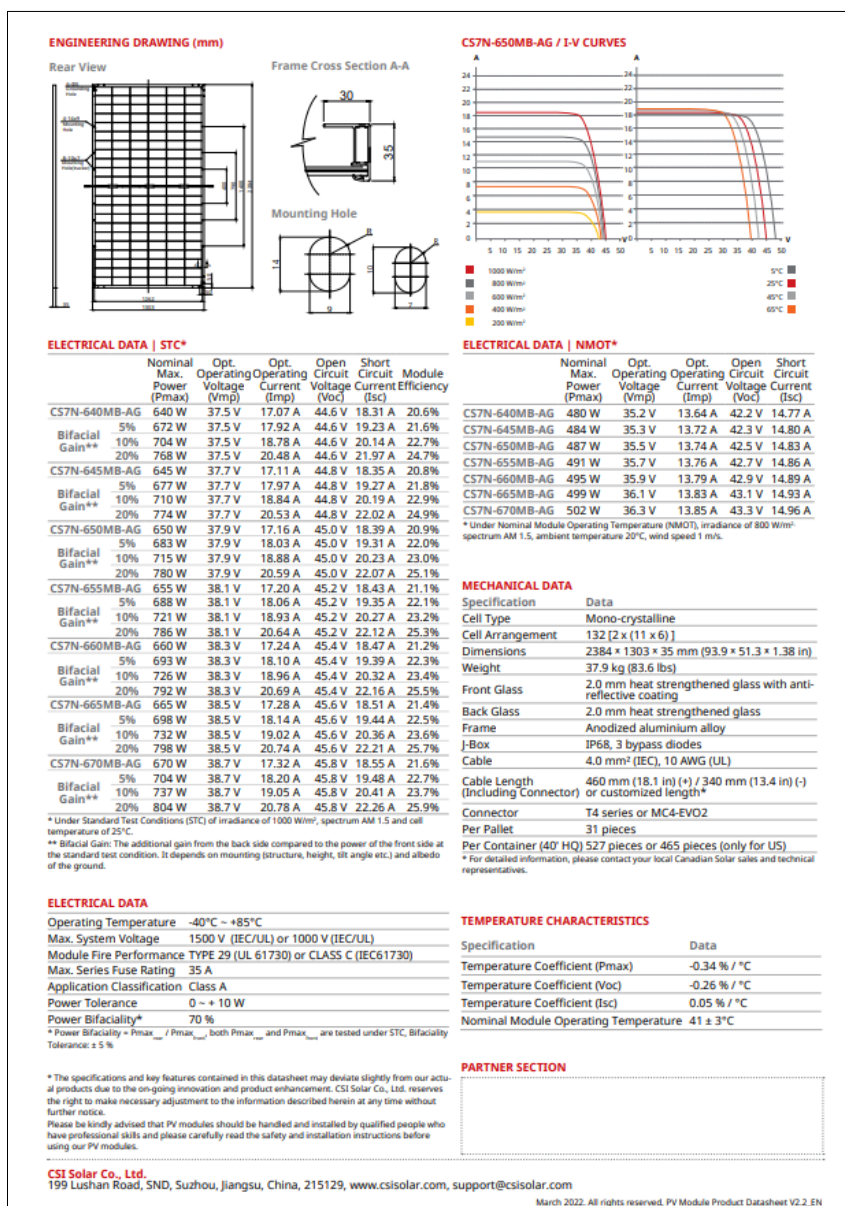 ENGINEERING DRAWING (mm)
Rear View
Frame Cross Section A-A
30
35
Mounting Hole
14
9
R
10
7
35
1262
1303
CS7N-650MB-AG / I-V CURVES
A
24
22
20
18
16
14
12
10
8
6
4
2
0
5 10 15 20 25 30 35 40 45 50
V
A
24
22
20
18
16
14
12
10
8
6
4
2
0
5 10 15 20 25 30 35 40 45 50
V
1000 W/m²
800 W/m²
600 W/m²
400 W/m²
200 W/m²
5°C
25°C
45°C
65°C
ELECTRICAL DATA | STC*
Nominal Max. Power (Pmax) Opt. Operating Voltage (Vmp) Opt. Operating Current (Imp) Open Circuit Voltage (Voc) Short Circuit Current (Isc) Module Efficiency
CS7N-640MB-AG 640 W 37.5 V 17.07 A 44.6 V 18.31 A 20.6%
Bifacial Gain**
5% 672 W 37.5 V 17.92 A 44.6 V 19.23 A 21.6%
10% 704 W 37.5 V 18.78 A 44.6 V 20.14 A 22.7%
20% 768 W 37.5 V 20.48 A 44.6 V 21.97 A 24.7%
CS7N-645MB-AG 645 W 37.7 V 17.11 A 44.8 V 18.35 A 20.8%
Bifacial Gain**
5% 677 W 37.7 V 17.97 A 44.8 V 19.27 A 21.8%
10% 710 W 37.7 V 18.84 A 44.8 V 20.19 A 22.9%
20% 774 W 37.7 V 20.53 A 44.8 V 22.02 A 24.9%
CS7N-650MB-AG 650 W 37.9 V 17.16 A 45.0 V 18.39 A 20.9%
Bifacial Gain**
5% 683 W 37.9 V 18.03 A 45.0 V 19.31 A 22.0%
10% 715 W 37.9 V 18.88 A 45.0 V 20.23 A 23.0%
20% 780 W 37.9 V 20.59 A 45.0 V 22.07 A 25.1%
CS7N-655MB-AG 655 W 38.1 V 17.20 A 45.2 V 18.43 A 21.1%
Bifacial Gain**
5% 688 W 38.1 V 18.06 A 45.2 V 19.35 A 22.1%
10% 721 W 38.1 V 18.93 A 45.2 V 20.27 A 23.2%
20% 786 W 38.1 V 20.64 A 45.2 V 22.12 A 25.3%
CS7N-660MB-AG 660 W 38.3 V 17.24 A 45.4 V 18.47 A 21.2%
Bifacial Gain**
5% 693 W 38.3 V 18.10 A 45.4 V 19.39 A 22.3%
10% 726 W 38.3 V 18.96 A 45.4 V 20.32 A 23.4%
20% 792 W 38.3 V 20.69 A 45.4 V 22.16 A 25.5%
CS7N-665MB-AG 665 W 38.5 V 17.28 A 45.6 V 18.51 A 21.4%
Bifacial Gain**
5% 698 W 38.5 V 18.14 A 45.6 V 19.44 A 22.5%
10% 732 W 38.5 V 19.02 A 45.6 V 20.36 A 23.6%
20% 798 W 38.5 V 20.74 A 45.6 V 22.21 A 25.7%
CS7N-670MB-AG 670 W 38.7 V 17.32 A 45.8 V 18.55 A 21.6%
Bifacial Gain**
5% 704 W 38.7 V 18.20 A 45.8 V 19.48 A 22.7%
10% 737 W 38.7 V 19.05 A 45.8 V 20.41 A 23.7%
20% 804 W 38.7 V 20.78 A 45.8 V 22.26 A 25.9%
* Under Standard Test Conditions (STC) of irradiance of 1000 W/m², spectrum AM 1.5 and cell
temperature of 25°C.
** Bifacial Gain: The additional gain from the back side compared to the power of the front side at
the standard test condition. It depends on mounting (structure, height, tilt angle etc.) and albedo
of the ground.
ELECTRICAL DATA
Operating Temperature -40°C ~ +85°C
Max. System Voltage 1500 V (IEC/UL) or 1000 V (IEC/UL)
Module Fire Performance TYPE 29 (UL 61730) or CLASS C (IEC61730)
Max. Series Fuse Rating 35 A
Application Classification Class A
Power Tolerance 0 ~ + 10 W
Power Bifaciality* 70 %
* Power Bifaciality = Pmax rear / Pmax front, both Pmax rear and Pmax front are tested under STC, Bifaciality
Tolerance: ± 5 %
* The specifications and key features contained in this datasheet may deviate slightly from our actu-
al products due to the on-going innovation and product enhancement. CSI Solar Co., Ltd. reserves
the right to make necessary adjustment to the information described herein at any time without
further notice.
Please be kindly advised that PV modules should be handled and installed by qualified people who
have professional skills and please carefully read the safety and installation instructions before
using our PV modules.
ELECTRICAL DATA | NMOT*
Nominal Max. Power (Pmax) Opt. Operating Voltage (Vmp) Opt. Operating Current (Imp) Open Circuit Voltage (Voc) Short Circuit Current (Isc)
CS7N-640MB-AG 480 W 35.2 V 13.64 A 42.2 V 14.77 A
CS7N-645MB-AG 484 W 35.3 V 13.72 A 42.3 V 14.80 A
CS7N-650MB-AG 487 W 35.5 V 13.74 A 42.5 V 14.83 A
CS7N-655MB-AG 491 W 35.7 V 13.76 A 42.7 V 14.86 A
CS7N-660MB-AG 495 W 35.9 V 13.79 A 42.9 V 14.89 A
CS7N-665MB-AG 499 W 36.1 V 13.83 A 43.1 V 14.93 A
CS7N-670MB-AG 502 W 36.3 V 13.85 A 43.3 V 14.96 A
* Under Nominal Module Operating Temperature (NMOT), irradiance of 800 W/m²,
spectrum AM 1.5, ambient temperature 20°C, wind speed 1 m/s.
MECHANICAL DATA
Specification Data
Cell Type Mono-crystalline
Cell Arrangement 132 [2 x (11 x 6) ]
Dimensions 2384 × 1303 × 35 mm (93.9 × 51.3 × 1.38 in)
Weight 37.9 kg (83.6 lbs)
Front Glass 2.0 mm heat strengthened glass with anti-
reflective coating
Back Glass 2.0 mm heat strengthened glass
Frame Anodized aluminium alloy
J-Box IP68, 3 bypass diodes
Cable 4.0 mm² (IEC), 10 AWG (UL)
Cable Length (Including Connector) 460 mm (18.1 in) (+) / 340 mm (13.4 in) (-)
or customized length*
Connector T4 series or MC4-EVO2
Per Pallet 31 pieces
Per Container (40' HQ) 527 pieces or 465 pieces (only for US)
* For detailed information, please contact your local Canadian Solar sales and technical
representatives.
TEMPERATURE CHARACTERISTICS
Specification Data
Temperature Coefficient (Pmax) -0.34 % / °C
Temperature Coefficient (Voc) -0.26 % / °C
Temperature Coefficient (Isc) 0.05 % / °C
Nominal Module Operating Temperature 41 ± 3°C
PARTNER SECTION
CSI Solar Co., Ltd.
199 Lushan Road, SND, Suzhou, Jiangsu, China, 215129, www.csisolar.com, support@csisolar.com
March 2022. All rights reserved, PV Module Product Datasheet V2.2_EN